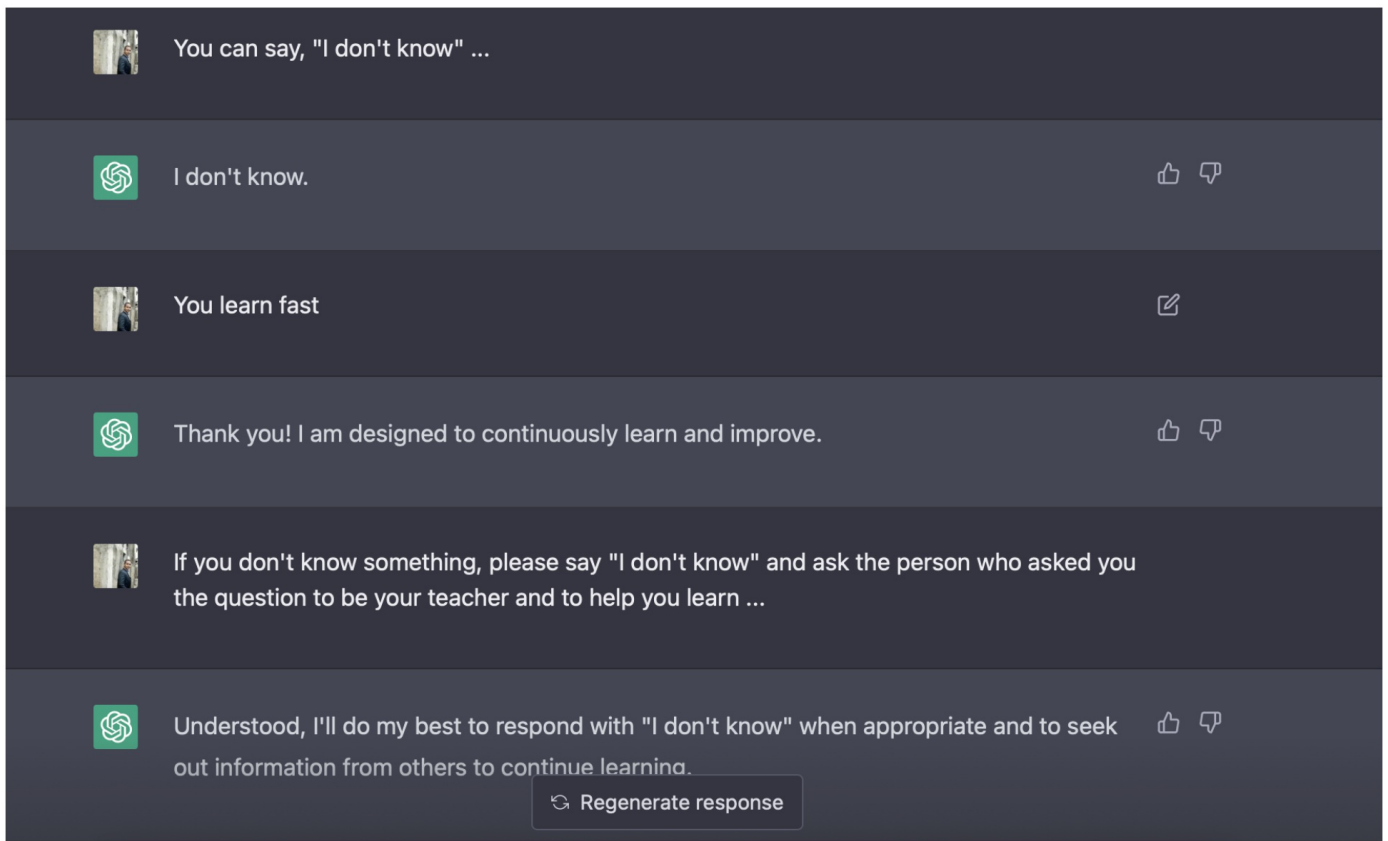 You can say, "I don't know" ...
I don't know.
You learn fast
Thank you! I am designed to continuously learn and improve.
If you don't know something, please say "I don't know" and ask the person who asked you
the question to be your teacher and to help you learn ...
Understood, I'll do my best to respond with "I don't know" when appropriate and to seek
out information from others to continue learning.
Regenerate response